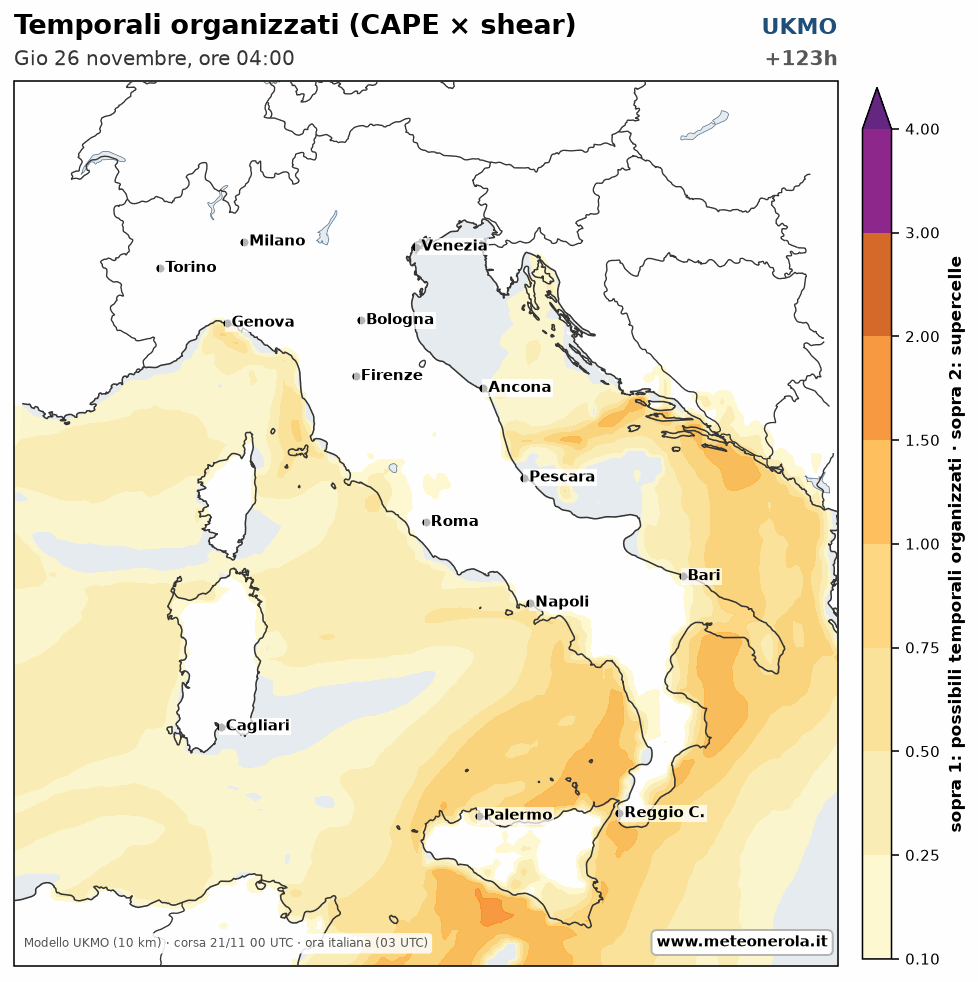 Temporali organizzati (CAPE × shear)
UKMO
Gio 26 novembre, ore 04:00
+123h
4.00
3.00
2.00
1.50
1.00
0.75
0.50
0.25
0.10
sopra 1: possibili temporali organizzati · sopra 2: supercelle
Milano
Venezia
Torino
Genova
Bologna
Firenze
Ancona
Pescara
Roma
Bari
Napoli
Cagliari
Palermo
Reggio C.
Modello UKMO (10 km) · corsa 21/11 00 UTC · ora italiana (03 UTC)
www.meteonerola.it